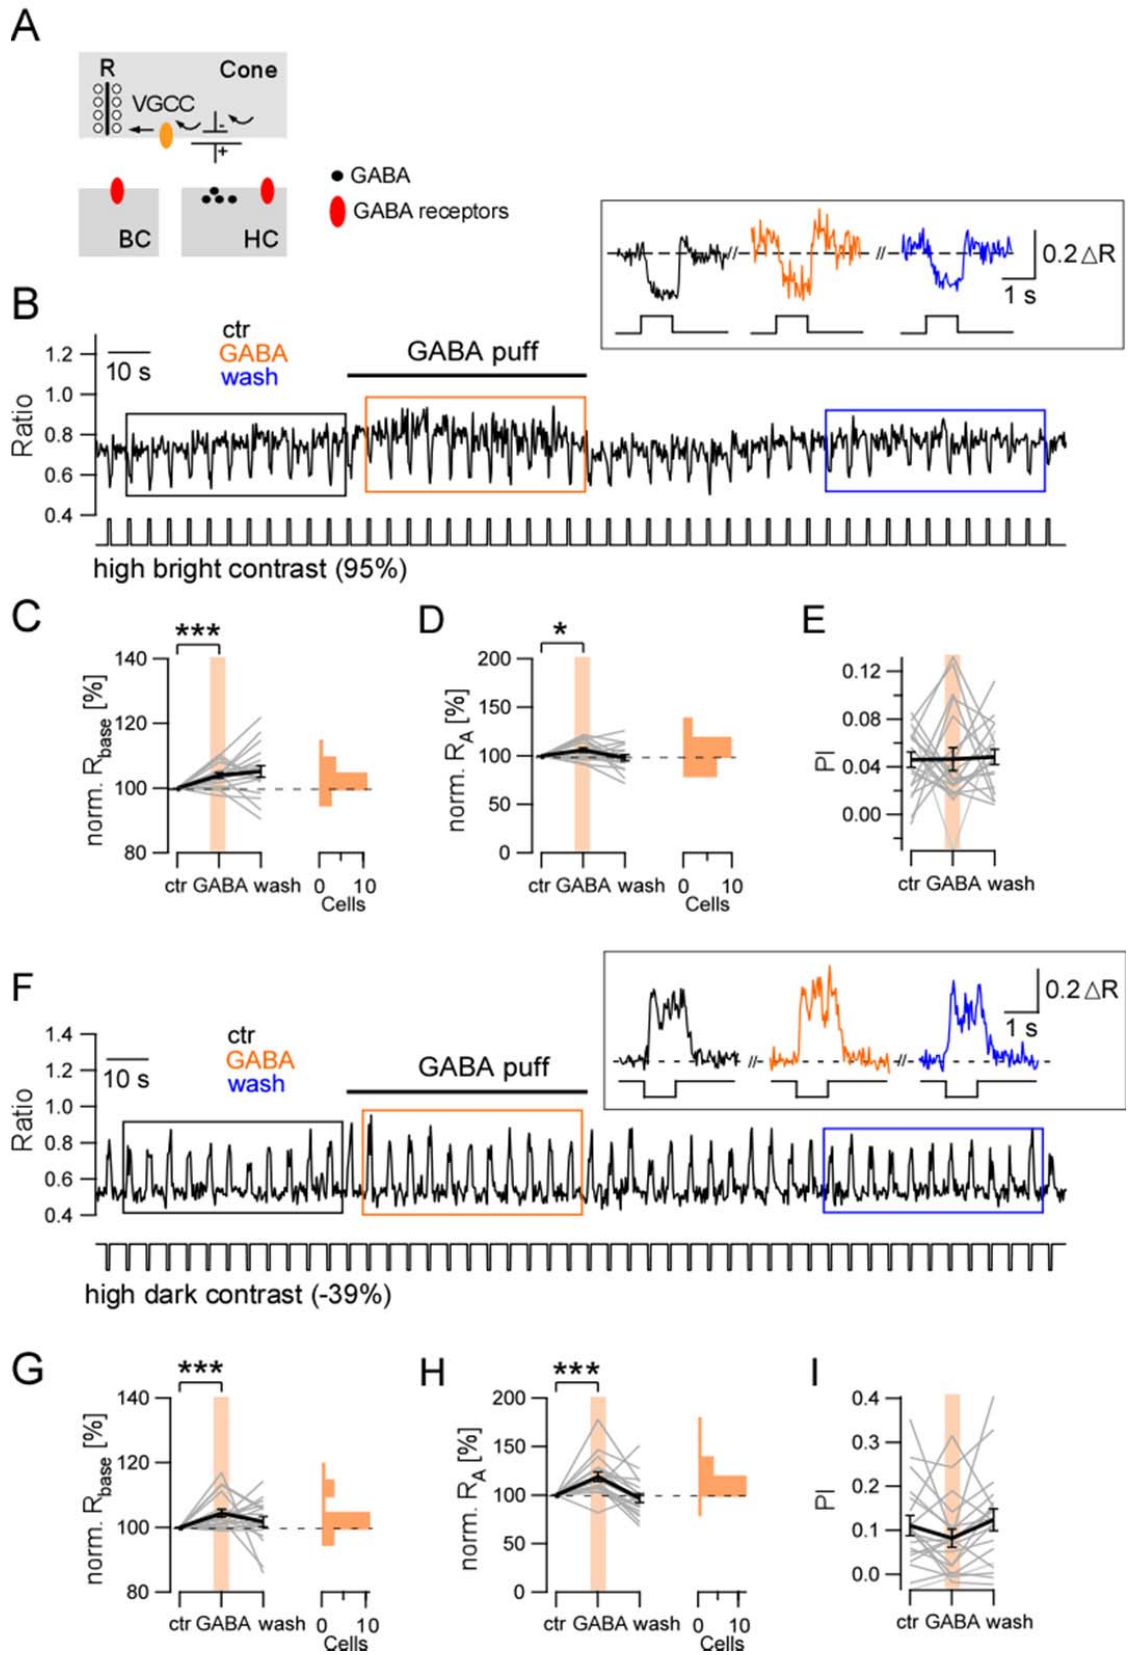 A
R
Cone
VGCC
-
+
BC
HC
GABA
GABA receptors
0.2 ΔR
1 s
B
ctr
GABA
wash
GABA puff
10 s
Ratio
1.2
1.0
0.8
0.6
0.4
high bright contrast (95%)
C
***
norm. Rbase [%]
140
120
100
80
ctr GABA wash
0 10
Cells
D
*
norm. RA [%]
200
150
100
50
0
ctr GABA wash
0 10
Cells
E
PI
0.12
0.08
0.04
0.00
ctr GABA wash
F
ctr
GABA
wash
GABA puff
10 s
0.2 ΔR
1 s
Ratio
1.4
1.2
1.0
0.8
0.6
0.4
high dark contrast (-39%)
G
***
norm. Rbase [%]
140
120
100
80
ctr GABA wash
0 10
Cells
H
***
norm. RA [%]
200
150
100
50
0
ctr GABA wash
0 10
Cells
I
PI
0.4
0.3
0.2
0.1
0.0
ctr GABA wash